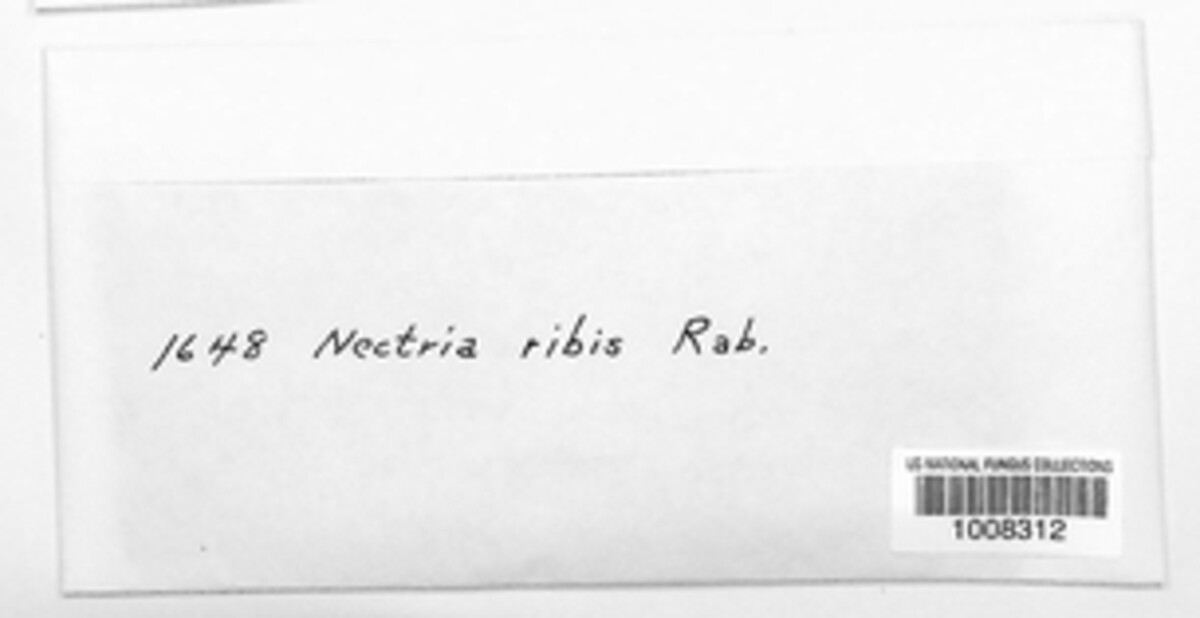 1648 Nectria ribis Rab.
US NATIONAL FUNGUS COLLECTIONS
1008312